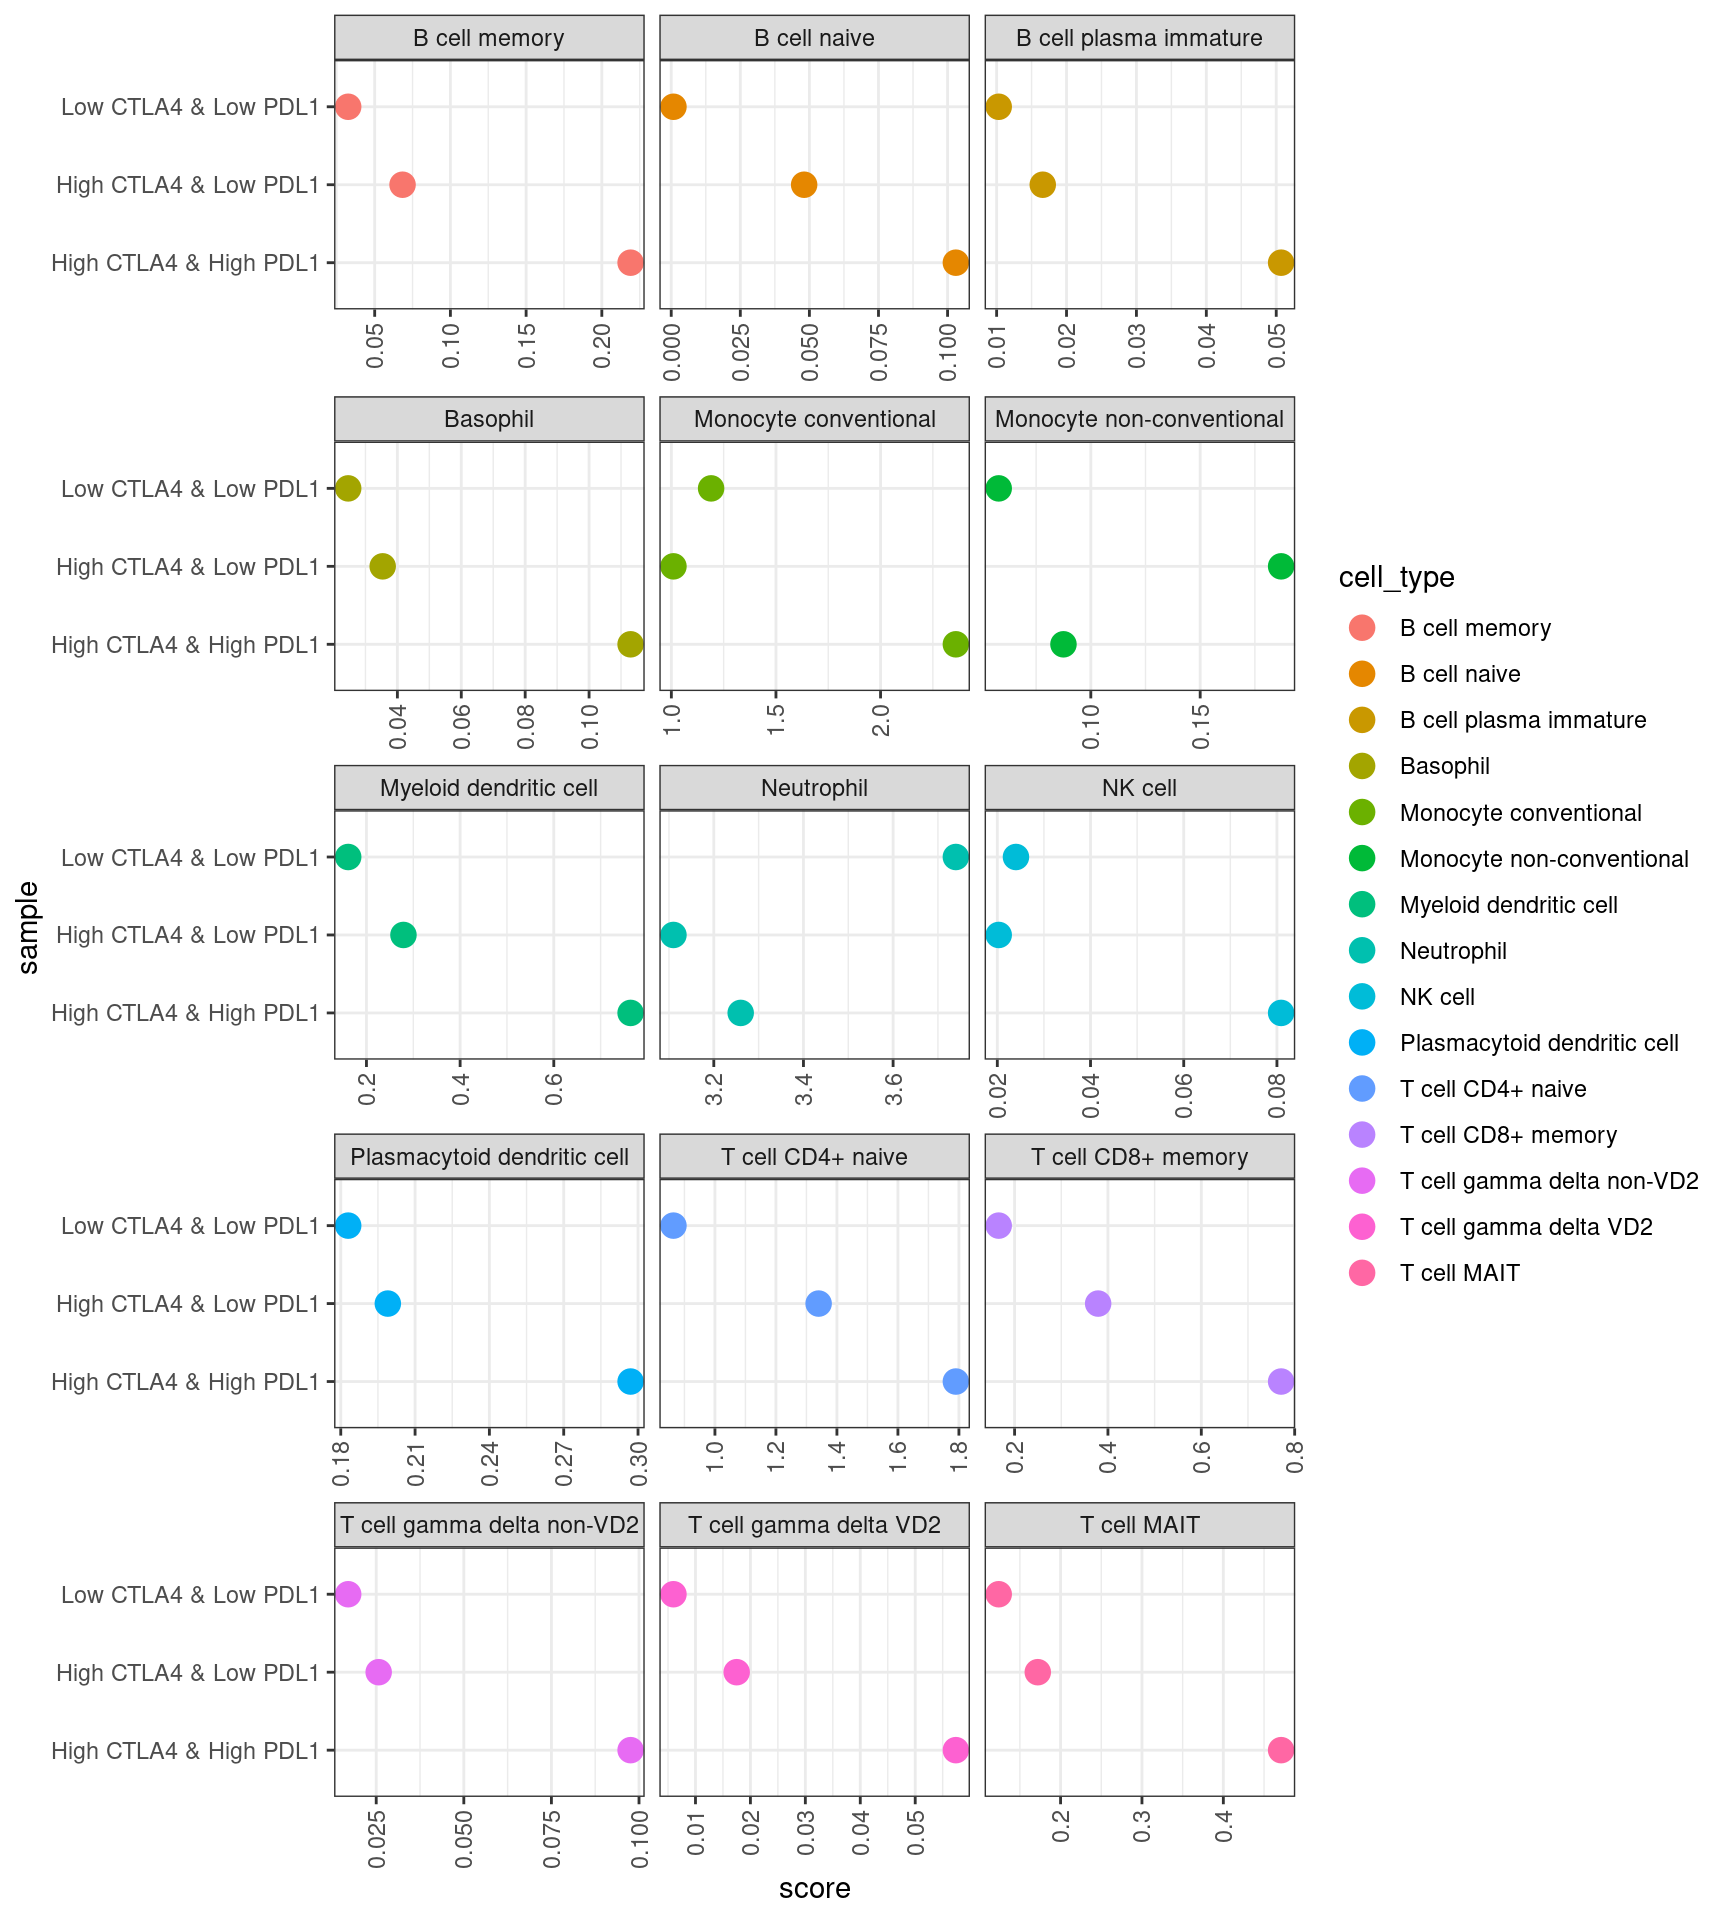 B cell memory
B cell naive
B cell plasma immature
Low CTLA4 & Low PDL1
High CTLA4 & Low PDL1
High CTLA4 & High PDL1
0.05
0.10
0.15
0.20
0.000
0.025
0.050
0.075
0.100
0.01
0.02
0.03
0.04
0.05
Basophil
Monocyte conventional
Monocyte non-conventional
Low CTLA4 & Low PDL1
High CTLA4 & Low PDL1
High CTLA4 & High PDL1
0.04
0.06
0.08
0.10
1.0
1.5
2.0
0.10
0.15
Myeloid dendritic cell
Neutrophil
NK cell
Low CTLA4 & Low PDL1
High CTLA4 & Low PDL1
High CTLA4 & High PDL1
0.2
0.4
0.6
3.2
3.4
3.6
0.02
0.04
0.06
0.08
Plasmacytoid dendritic cell
T cell CD4+ naive
T cell CD8+ memory
Low CTLA4 & Low PDL1
High CTLA4 & Low PDL1
High CTLA4 & High PDL1
0.18
0.21
0.24
0.27
0.30
1.0
1.2
1.4
1.6
1.8
0.2
0.4
0.6
0.8
T cell gamma delta non-VD2
T cell gamma delta VD2
T cell MAIT
Low CTLA4 & Low PDL1
High CTLA4 & Low PDL1
High CTLA4 & High PDL1
0.025
0.050
0.075
0.100
0.01
0.02
0.03
0.04
0.05
0.2
0.3
0.4
sample
score
cell_type
B cell memory
B cell naive
B cell plasma immature
Basophil
Monocyte conventional
Monocyte non-conventional
Myeloid dendritic cell
Neutrophil
NK cell
Plasmacytoid dendritic cell
T cell CD4+ naive
T cell CD8+ memory
T cell gamma delta non-VD2
T cell gamma delta VD2
T cell MAIT